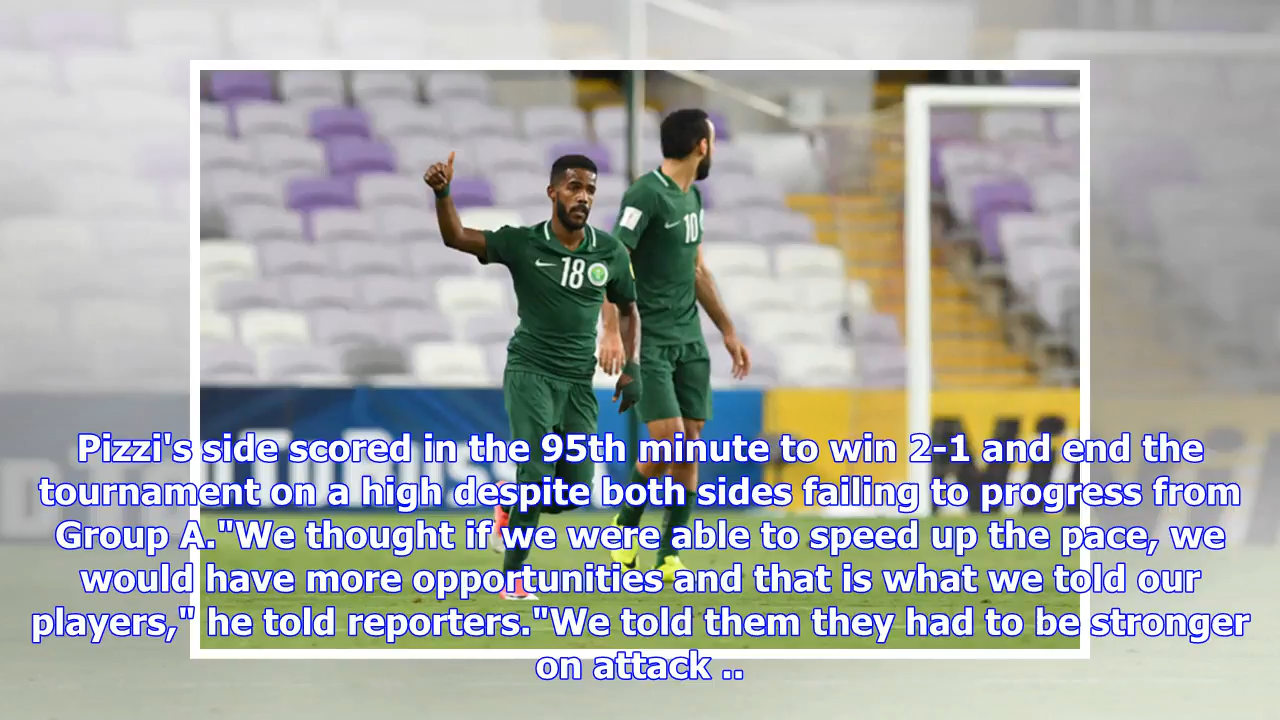 10
18
Pizzi's side scored in the 95th minute to win 2-1 and end the
tournament on a high despite both sides failing to progress from
Group A."We thought if we were able to speed up the pace, we
would have more opportunities and that is what we told our
players," he told reporters."We told them they had to be stronger
on attack ..